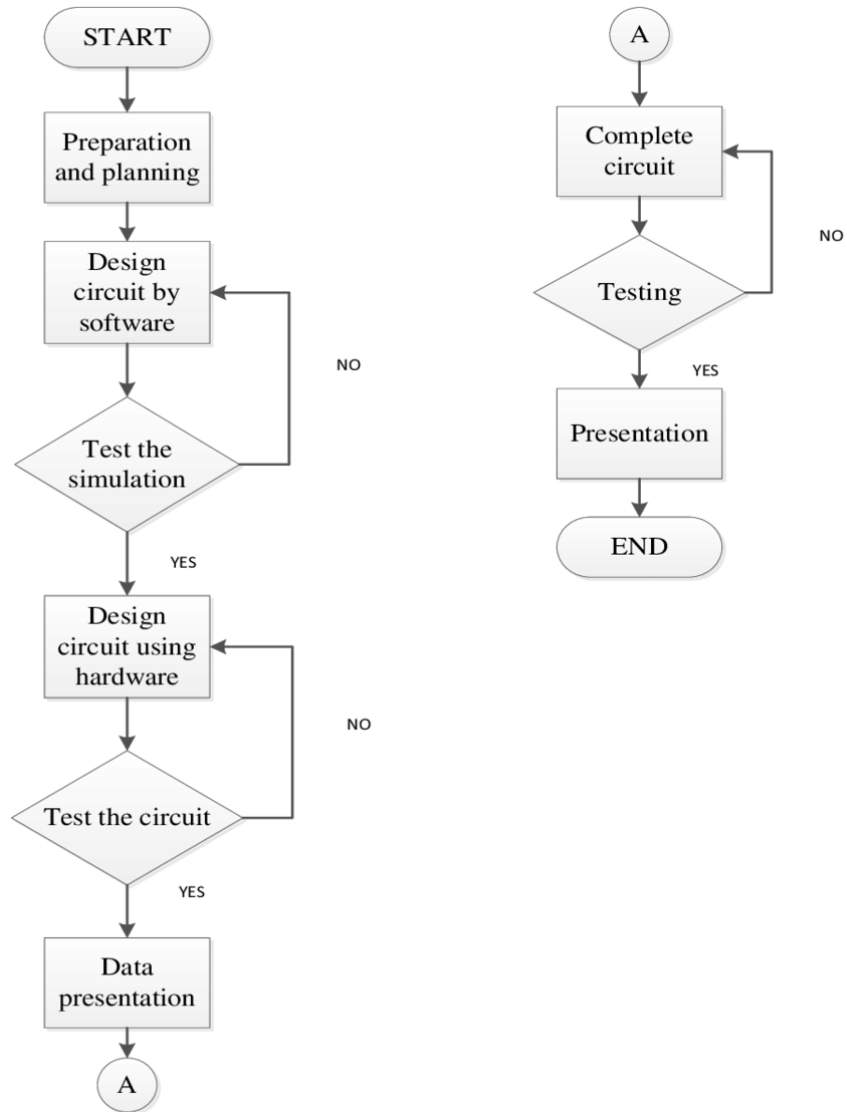 START
Preparation
and planning
Design
circuit by
software
NO
Test the
simulation
YES
Design
circuit using
hardware
NO
Test the circuit
YES
Data
presentation
A
A
Complete
circuit
NO
Testing
YES
Presentation
END